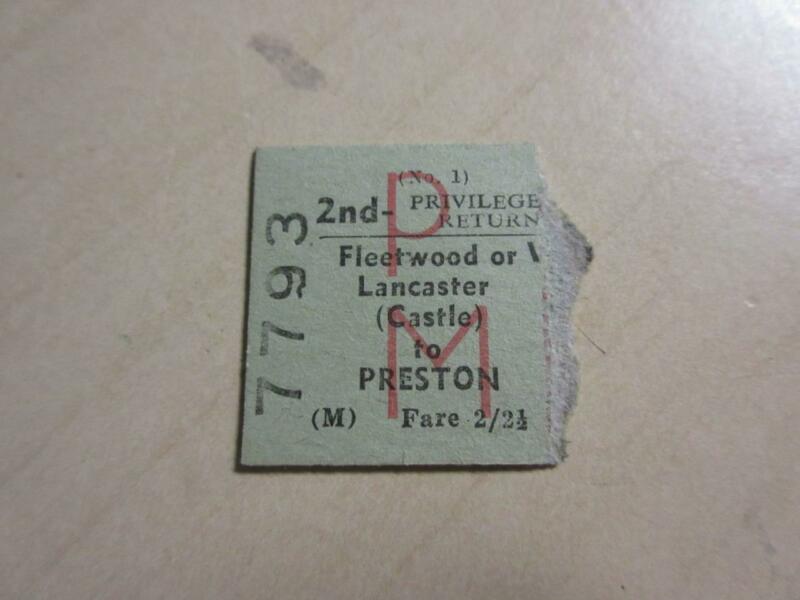 (No. 1)
2nd- PRIVILEGE
RETURN
Fleetwood or
Lancaster
(Castle)
to
PRESTON
(M) Fare 2/2½
P
M
7793